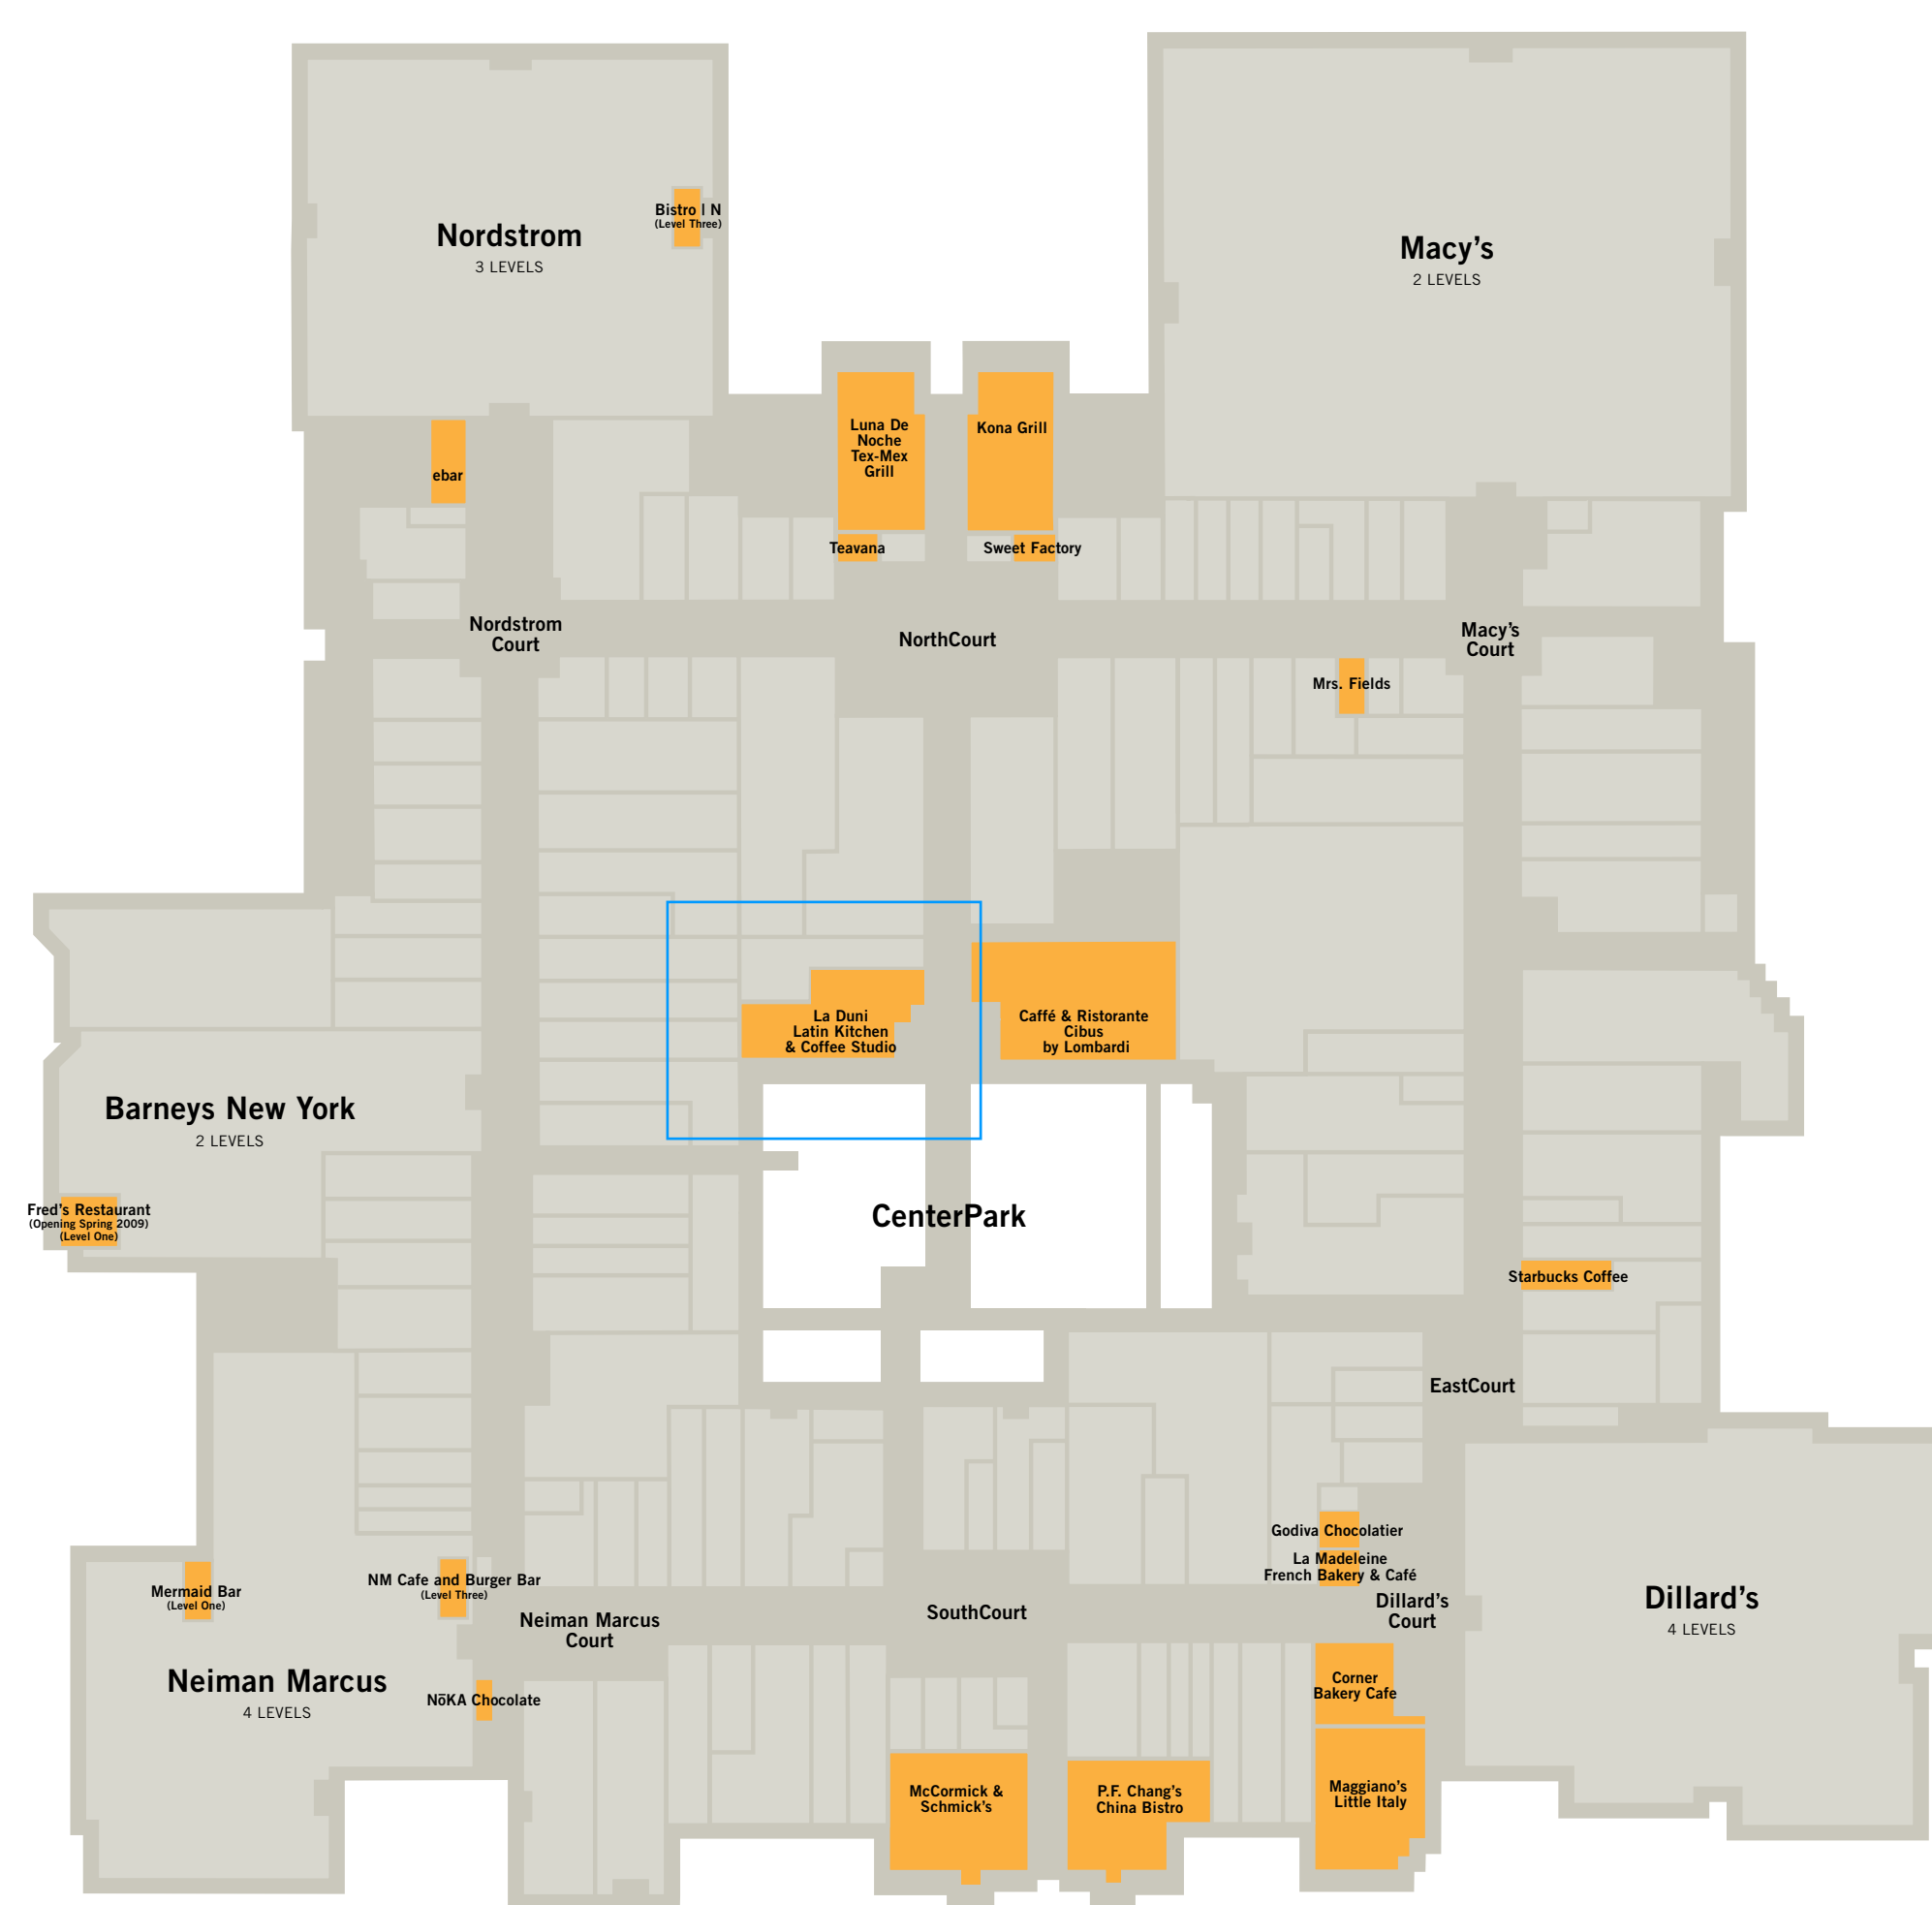 Nordstrom
3 LEVELS
Bistro | N
(Level Three)
Macy’s
2 LEVELS
ebar
Luna De
Noche
Tex-Mex
Grill
Kona Grill
Teavana
Sweet Factory
Nordstrom
Court
NorthCourt
Macy’s
Court
Mrs. Fields
La Duni
Latin Kitchen
& Coffee Studio
Caffé & Ristorante
Cibus
by Lombardi
Barneys New York
2 LEVELS
Fred’s Restaurant
(Opening Spring 2009)
(Level One)
CenterPark
Starbucks Coffee
EastCourt
Godiva Chocolatier
La Madeleine
French Bakery & Café
Mermaid Bar
(Level One)
NM Cafe and Burger Bar
(Level Three)
Neiman Marcus
Court
SouthCourt
Dillard’s
Court
Dillard’s
4 LEVELS
Neiman Marcus
4 LEVELS
NōKA Chocolate
Corner
Bakery Cafe
McCormick &
Schmick’s
P.F. Chang’s
China Bistro
Maggiano’s
Little Italy